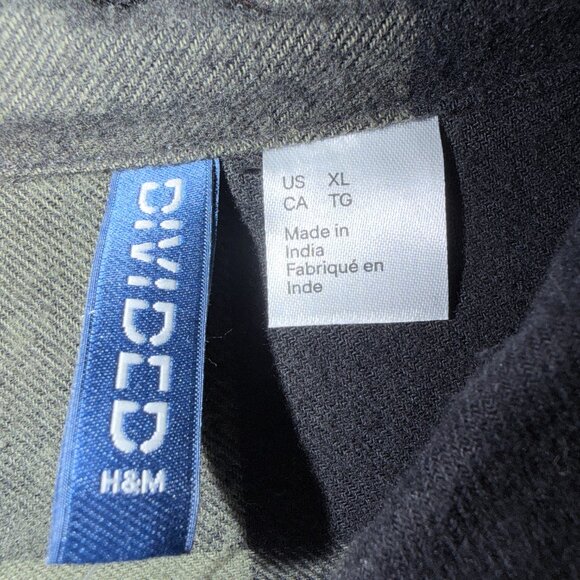 DIVIDED
H&M
US XL
CA TG
Made in
India
Fabriqué en
Inde